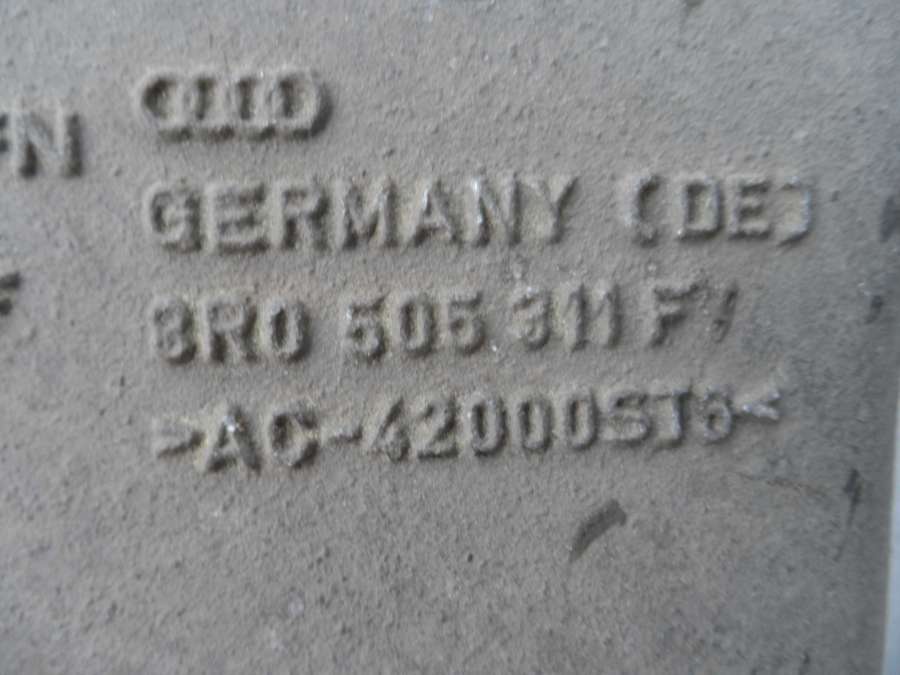 GERMANY (DE)
8R0 505 311 F
>AC-42000ST6<